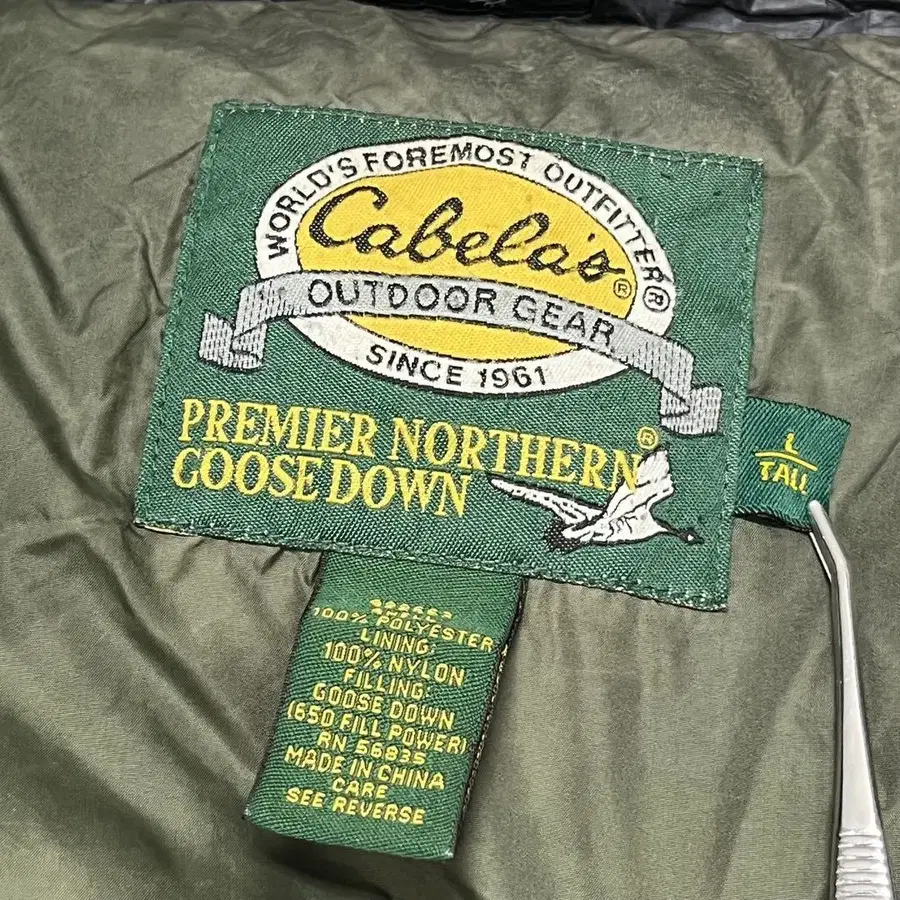 WORLD'S FOREMOST OUTFITTER®
Cabela's®
OUTDOOR GEAR
SINCE 1961
PREMIER NORTHERN®
GOOSE DOWN
L
TALL
100% POLYESTER
LINING:
100% NYLON
FILLING:
GOOSE DOWN
(650 FILL POWER)
RN 56835
MADE IN CHINA
CARE
SEE REVERSE